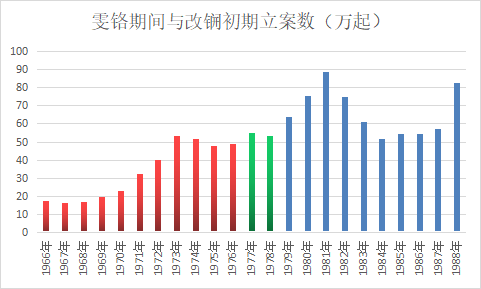 雯铬期间与改锎初期立案数（万起）
100
90
80
70
60
50
40
30
20
10
0
1966年
1967年
1968年
1969年
1970年
1971年
1972年
1973年
1974年
1975年
1976年
1977年
1978年
1979年
1980年
1981年
1982年
1983年
1984年
1985年
1986年
1987年
1988年